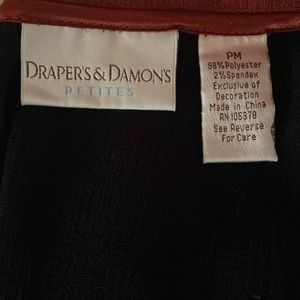 DRAPER'S & DAMON'S
PETITES
PM
98% Polyester
2% Spandex
Exclusive of
Decoration
Made in China
RN 105378
See Reverse
For Care